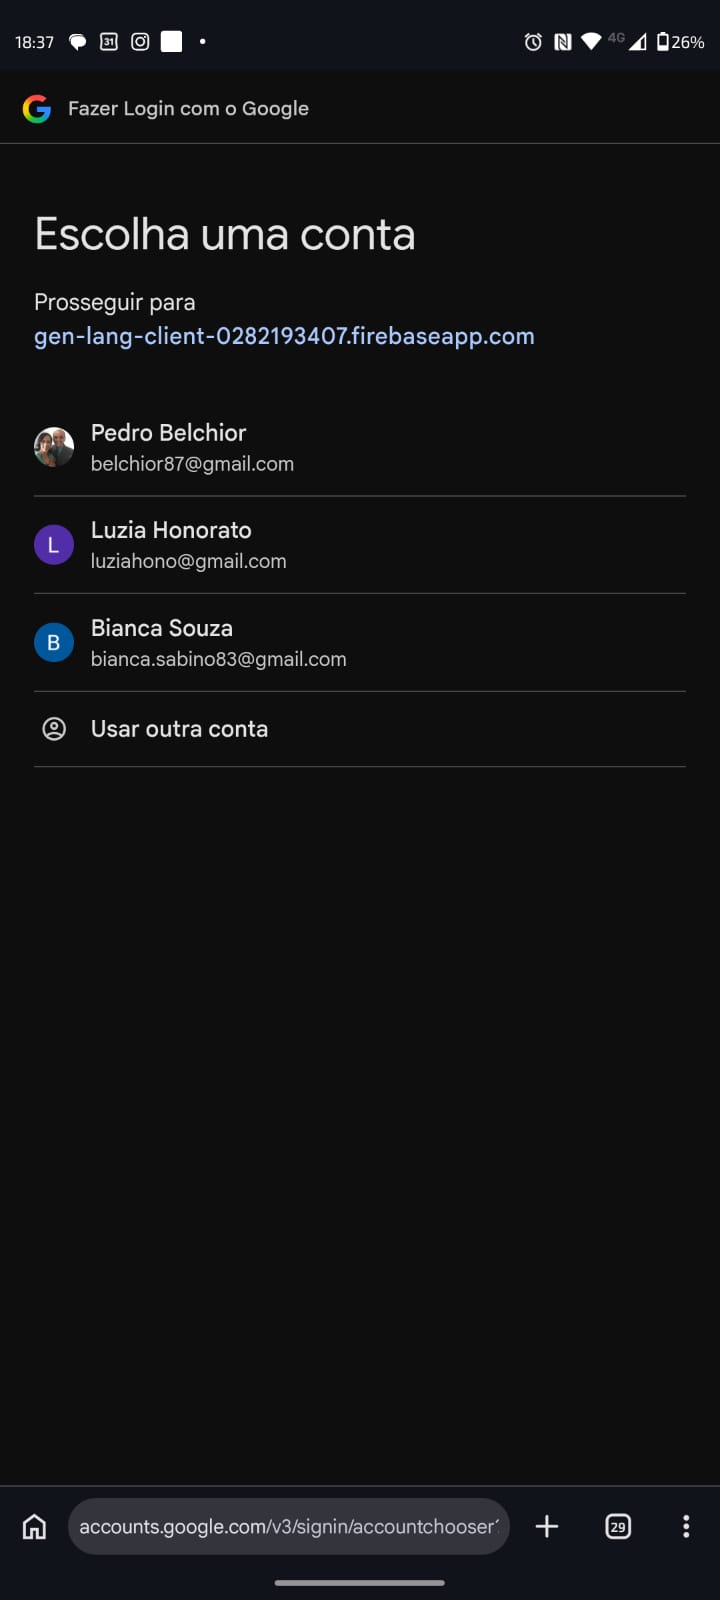 18:37
31
4G
26%
Fazer Login com o Google
Escolha uma conta
Prosseguir para
gen-lang-client-0282193407.firebaseapp.com
Pedro Belchior
belchior87@gmail.com
L
Luzia Honorato
luziahono@gmail.com
B
Bianca Souza
bianca.sabino83@gmail.com
Usar outra conta
accounts.google.com/v3/signin/accountchooser
29